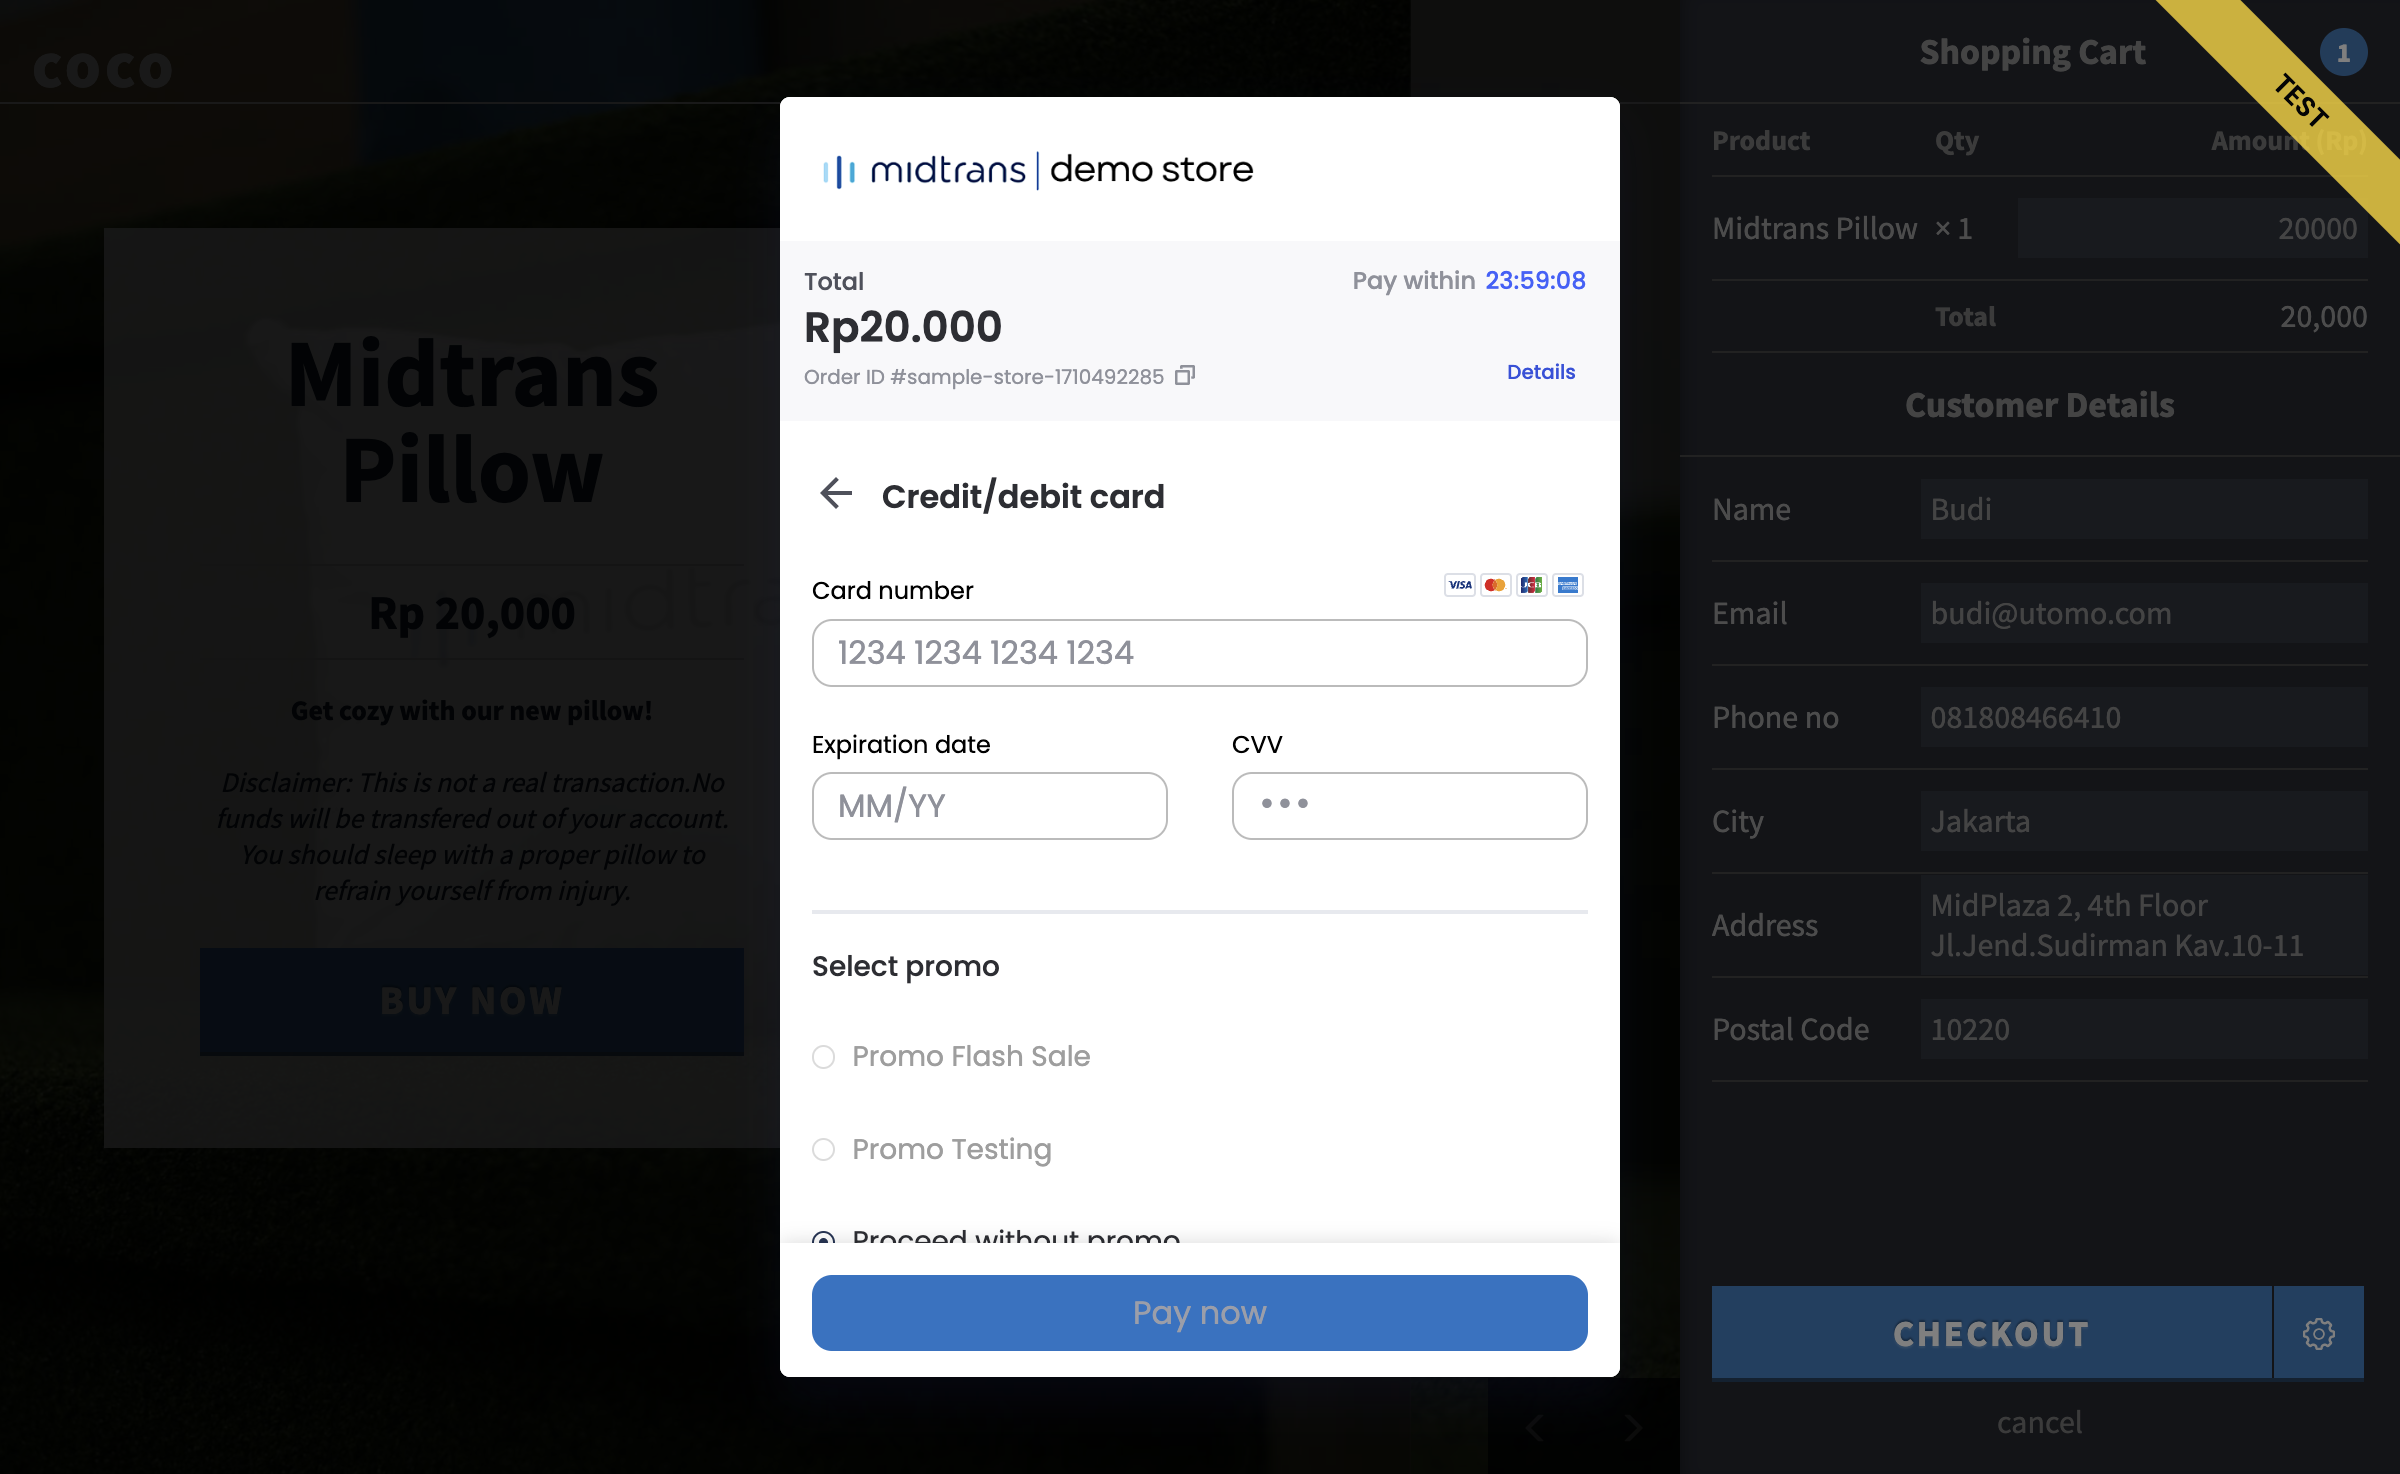 COCO
Midtrans
Pillow
Rp 20,000
Get cozy with our new pillow!
Disclaimer: This is not a real transaction.No
funds will be transfered out of your account.
You should sleep with a proper pillow to
refrain yourself from injury.
BUY NOW
midtrans | demo store
Total
Pay within 23:59:08
Rp20.000
Order ID #sample-store-1710492285
Details
Credit/debit card
Card number
VISA
JCB
1234 1234 1234 1234
Expiration date
CVV
MM/YY
•••
Select promo
Promo Flash Sale
Promo Testing
Proceed without promo
Pay now
Shopping Cart
1
TEST
Product Qty Amount (Rp)
Midtrans Pillow × 1 20000
Total 20,000
Customer Details
Name Budi
Email budi@utomo.com
Phone no 081808466410
City Jakarta
Address MidPlaza 2, 4th Floor
Jl.Jend.Sudirman Kav.10-11
Postal Code 10220
CHECKOUT
cancel